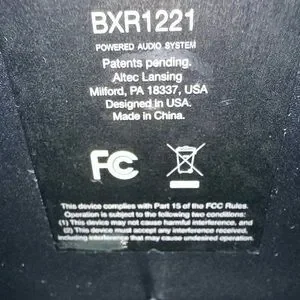 BXR1221
POWERED AUDIO SYSTEM
Patents pending.
Altec Lansing
Milford, PA 18337, USA
Designed in USA.
Made in China.
FC
This device complies with Part 15 of the FCC Rules.
Operation is subject to the following two conditions:
(1) This device may not cause harmful interference, and
(2) This device must accept any interference received,
including interference that may cause undesired operation.